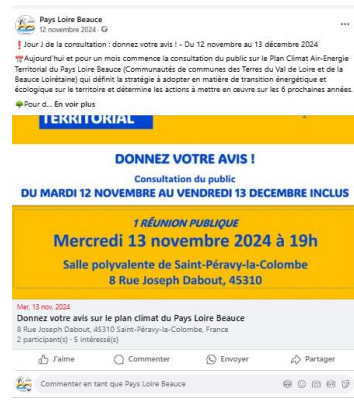 Pays Loire Beauce
12 novembre 2024
❗Jour J de la consultation : donnez votre avis ! - Du 12 novembre au 13 décembre 2024
Aujourd'hui et pour un mois commence la consultation du public sur le Plan Climat Air-Energie
Territorial du Pays Loire Beauce (Communautés de communes des Terres du Val de Loire et de la
Beauce Loirétaine) qui définit la stratégie à adopter en matière de transition énergétique et
écologique sur le territoire et détermine les actions à mettre en œuvre sur les 6 prochaines années.
🌳Pour d... En voir plus
TERRITORIAL
DONNEZ VOTRE AVIS !
Consultation du public
DU MARDI 12 NOVEMBRE AU VENDREDI 13 DECEMBRE INCLUS
1 RÉUNION PUBLIQUE
Mercredi 13 novembre 2024 à 19h
Salle polyvalente de Saint-Péravy-la-Colombe
8 Rue Joseph Dabout, 45310
Mer, 13 nov. 2024
Donnez votre avis sur le plan climat du Pays Loire Beauce
8 Rue Joseph Dabout, 45310 Saint-Péravy-la-Colombe, France
2 participant(s) · 5 intéressé(s)
J'aime Commenter Envoyer Partager
Commenter en tant que Pays Loire Beauce